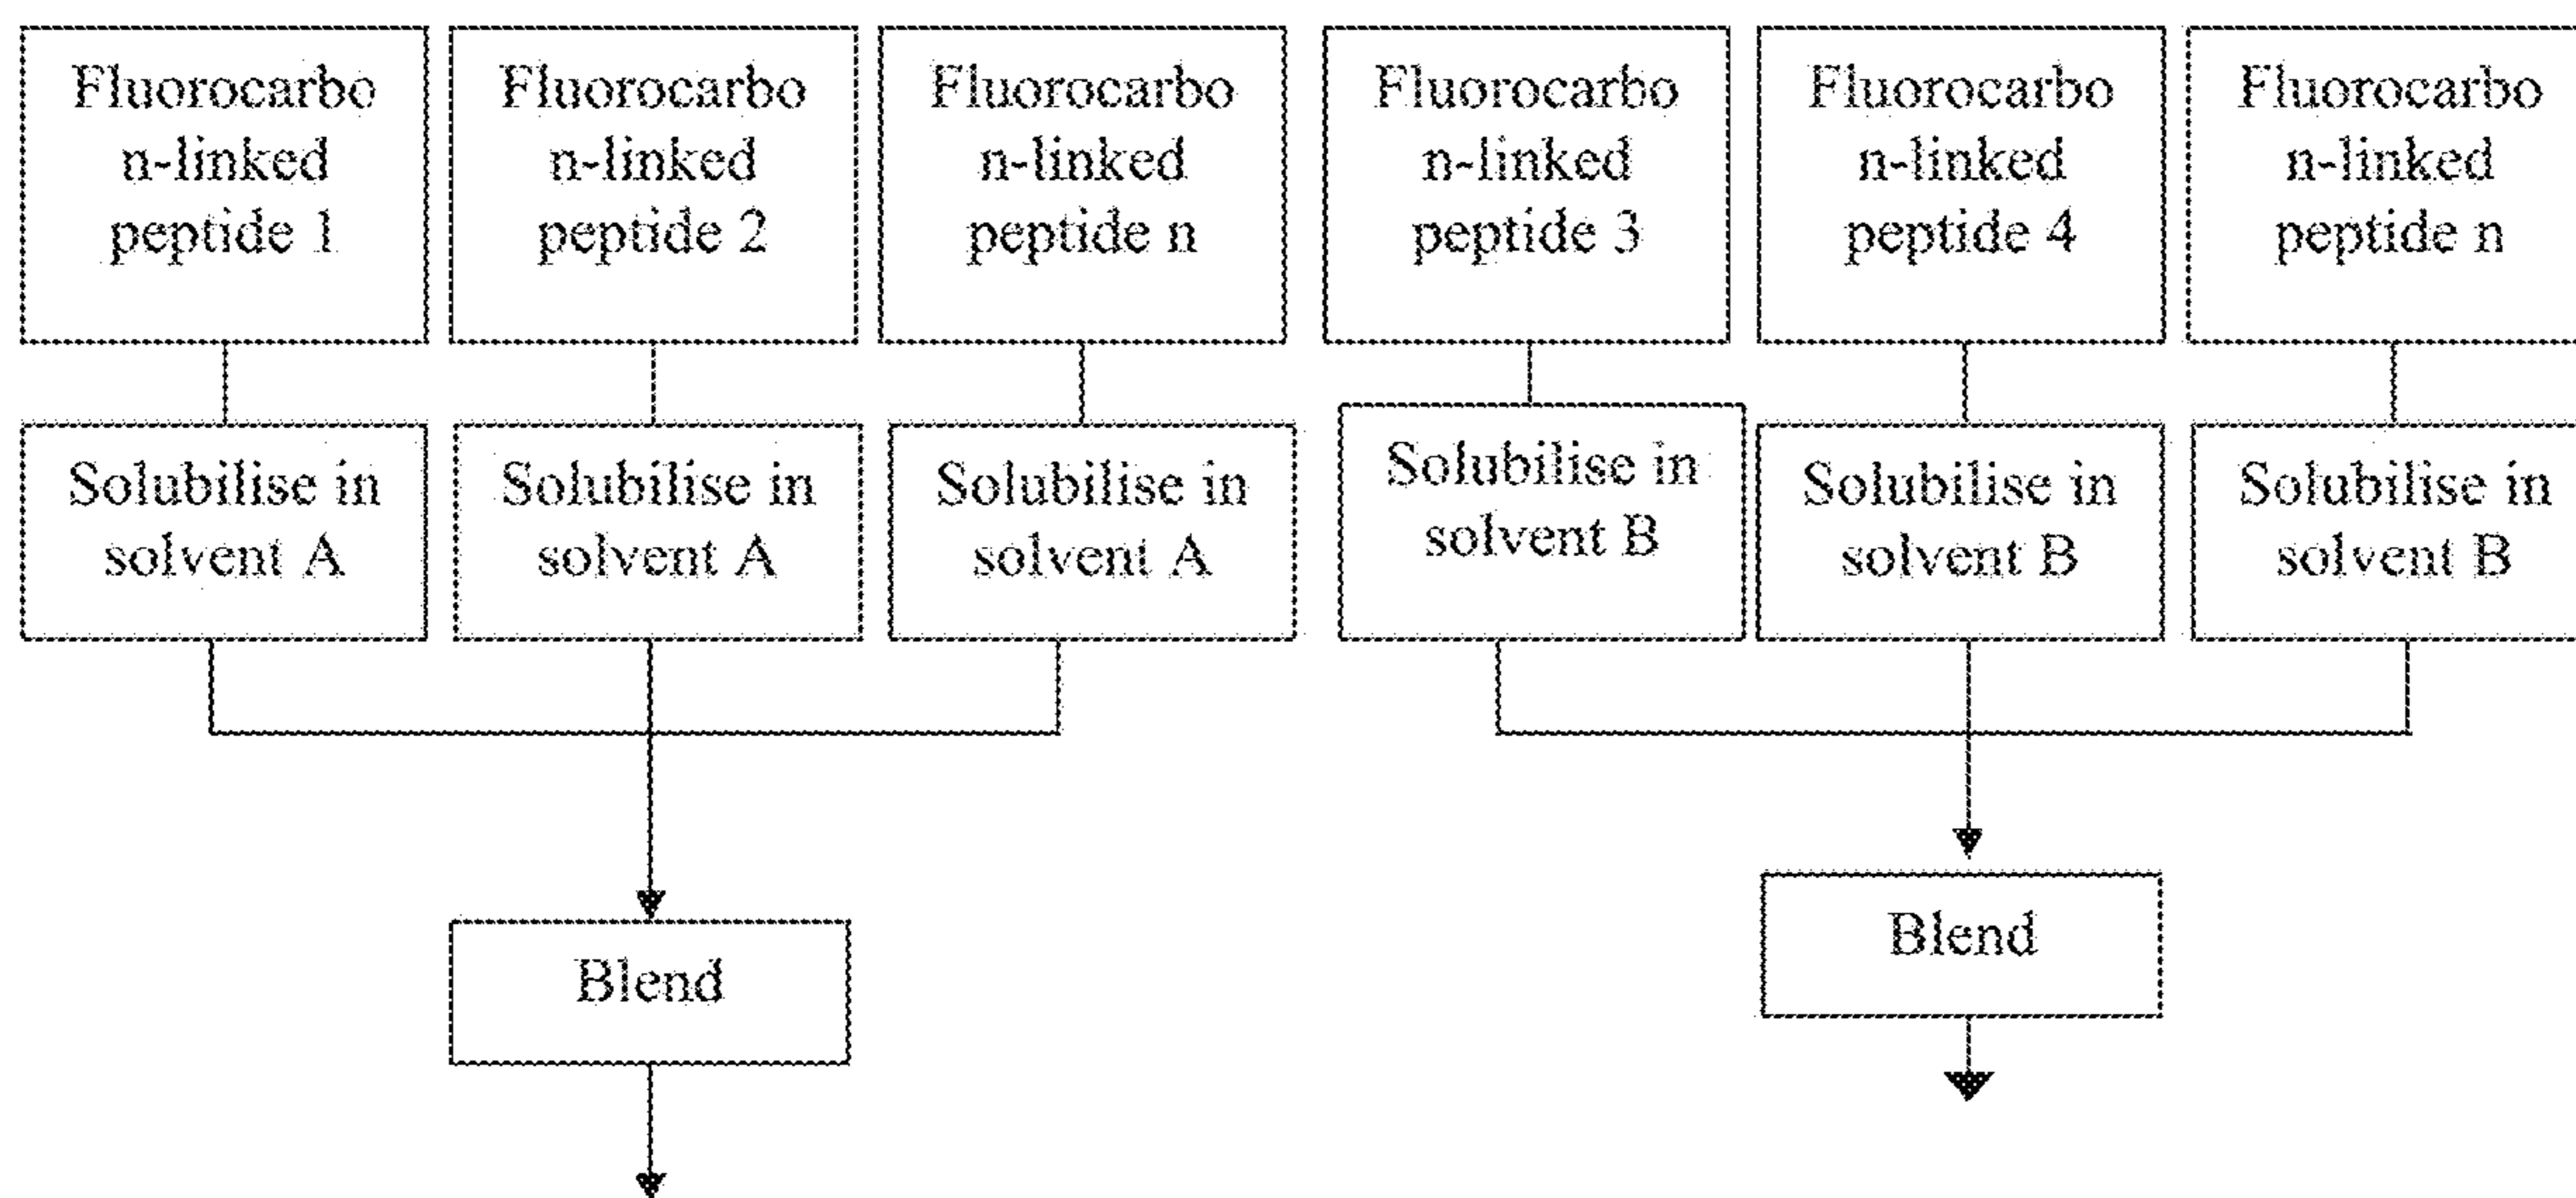 Fluorocarbo
n-linked
peptide 1
Fluorocarbo
n-linked
peptide 2
Fluorocarbo
n-linked
peptide n
Fluorocarbo
n-linked
peptide 3
Fluorocarbo
n-linked
peptide 4
Fluorocarbo
n-linked
peptide n
Solubilise in
solvent A
Solubilise in
solvent A
Solubilise in
solvent A
Solubilise in
solvent B
Solubilise in
solvent B
Solubilise in
solvent B
Blend
Blend